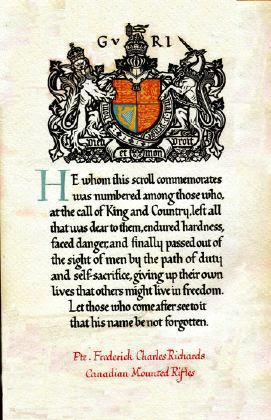 G V R I
Dieu Droit
et mon
HE whom this scroll commemorates
was numbered among those who,
at the call of King and Country, left all
that was dear to them, endured hardness,
faced danger, and finally passed out of
the sight of men by the path of duty
and self-sacrifice, giving up their own
lives that others might live in freedom.
Let those who come after see to it
that his name be not forgotten.
Pte. Frederick Charles Richards
Canadian Mounted Rifles